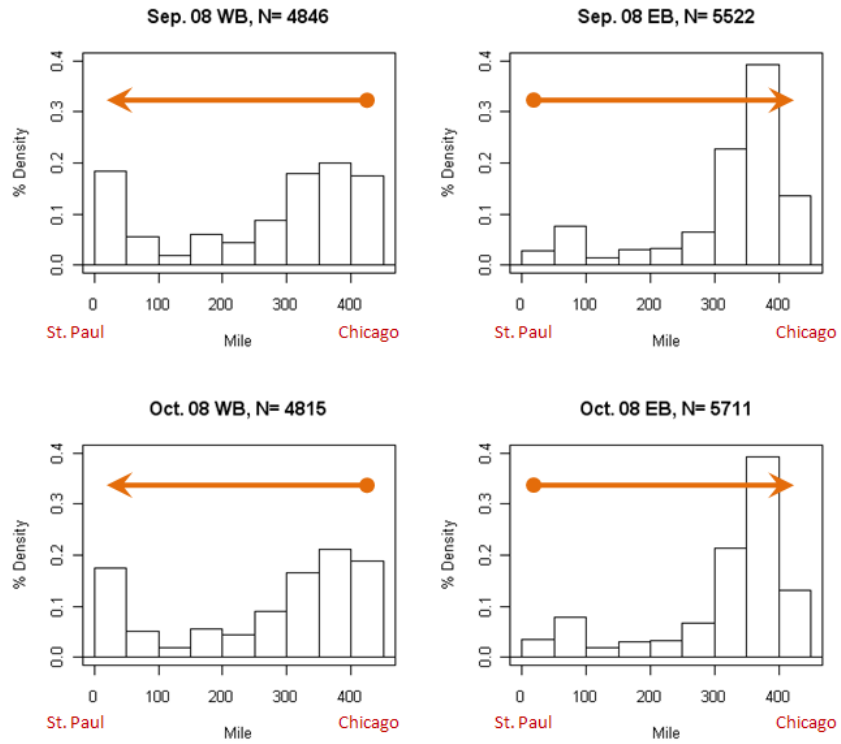 Sep. 08 WB, N= 4846
% Density
0.4
0.3
0.2
0.1
0.0
0 100 200 300 400
St. Paul Chicago
Mile
Sep. 08 EB, N= 5522
% Density
0.4
0.3
0.2
0.1
0.0
0 100 200 300 400
St. Paul Chicago
Mile
Oct. 08 WB, N= 4815
% Density
0.4
0.3
0.2
0.1
0.0
0 100 200 300 400
St. Paul Chicago
Mile
Oct. 08 EB, N= 5711
% Density
0.4
0.3
0.2
0.1
0.0
0 100 200 300 400
St. Paul Chicago
Mile